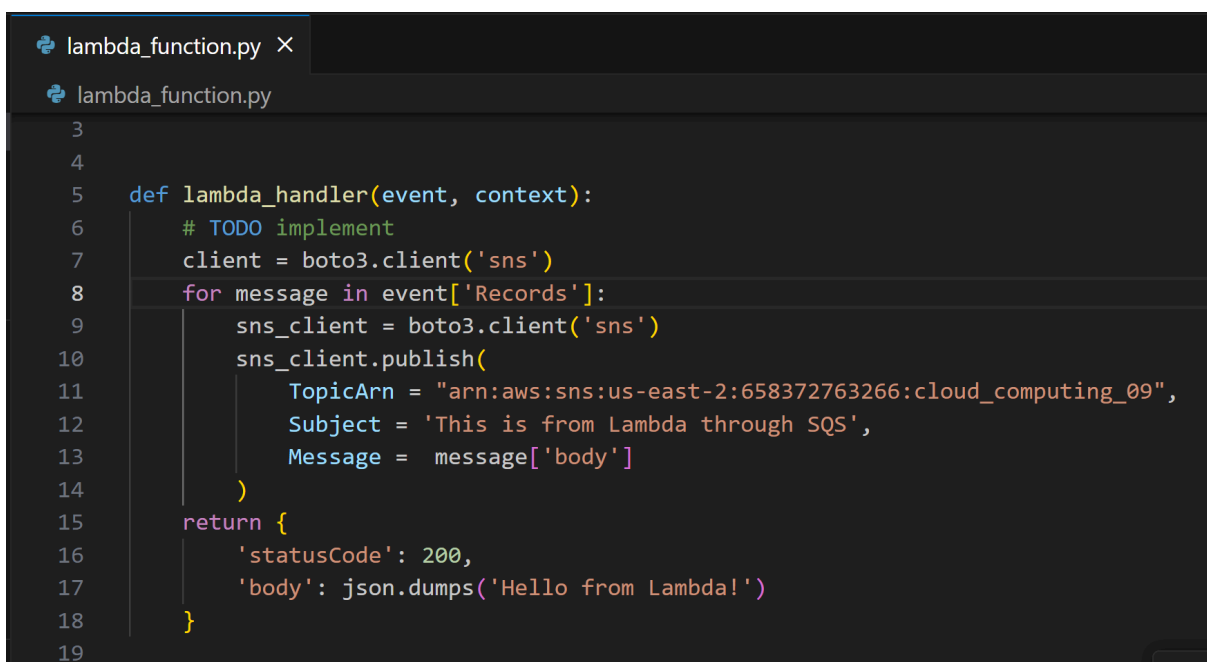 lambda_function.py ×
lambda_function.py
3
4
5 def lambda_handler(event, context):
6     # TODO implement
7     client = boto3.client('sns')
8     for message in event['Records']:
9         sns_client = boto3.client('sns')
10         sns_client.publish(
11             TopicArn = "arn:aws:sns:us-east-2:658372763266:cloud_computing_09",
12             Subject = 'This is from Lambda through SQS',
13             Message =  message['body']
14         )
15     return {
16         'statusCode': 200,
17         'body': json.dumps('Hello from Lambda!')
18     }
19